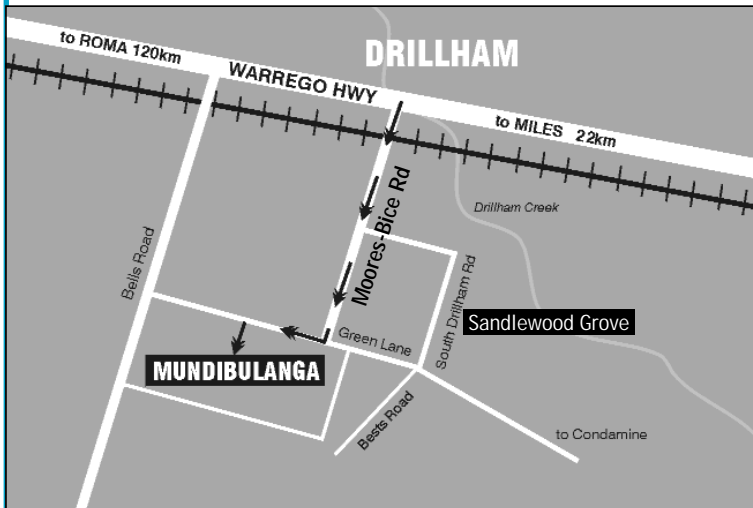 DRILLHAM
to ROMA 120km
WARREGO HWY
to MILES 22km
Drillham Creek
Bells Road
Moores-Bice Rd
South Drillham Rd
Sandlewood Grove
Green Lane
MUNDIBULANGA
Bests Road
to Condamine